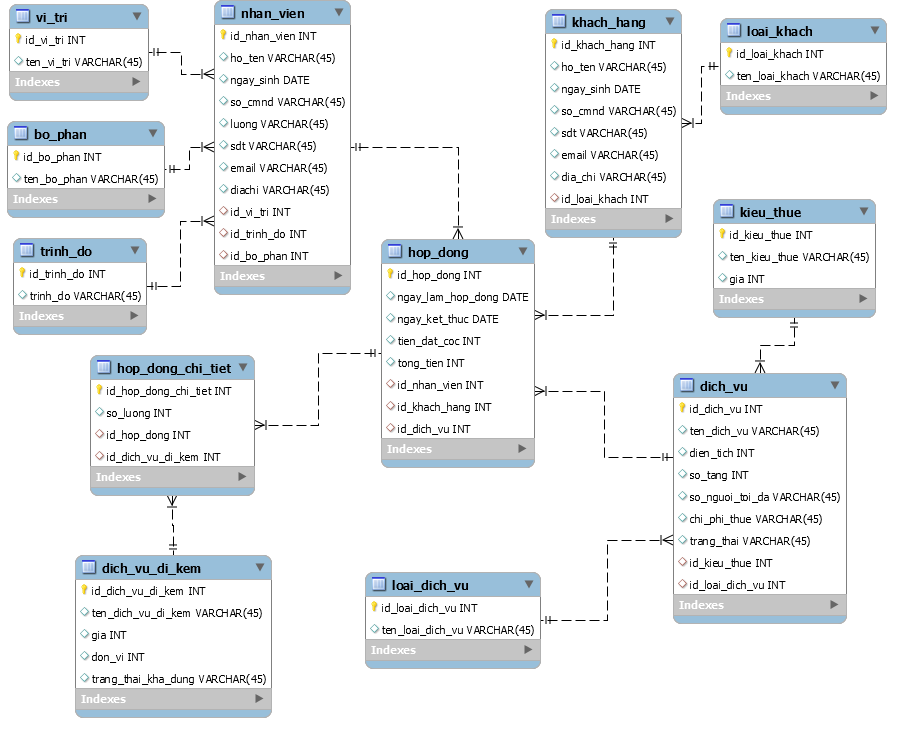 vi_tri
id_vi_tri INT
ten_vi_tri VARCHAR(45)
Indexes
bo_phan
id_bo_phan INT
ten_bo_phan VARCHAR(45)
Indexes
trinh_do
id_trinh_do INT
trinh_do VARCHAR(45)
Indexes
nhan_vien
id_nhan_vien INT
ho_ten VARCHAR(45)
ngay_sinh DATE
so_cmnd VARCHAR(45)
luong VARCHAR(45)
sdt VARCHAR(45)
email VARCHAR(45)
diachi VARCHAR(45)
id_vi_tri INT
id_trinh_do INT
id_bo_phan INT
Indexes
khach_hang
id_khach_hang INT
ho_ten VARCHAR(45)
ngay_sinh DATE
so_cmnd VARCHAR(45)
sdt VARCHAR(45)
email VARCHAR(45)
dia_chi VARCHAR(45)
id_loai_khach INT
Indexes
loai_khach
id_loai_khach INT
ten_loai_khach VARCHAR(45)
Indexes
kieu_thue
id_kieu_thue INT
ten_kieu_thue VARCHAR(45)
gia INT
Indexes
hop_dong
id_hop_dong INT
ngay_lam_hop_dong DATE
ngay_ket_thuc DATE
tien_dat_coc INT
tong_tien INT
id_nhan_vien INT
id_khach_hang INT
id_dich_vu INT
Indexes
hop_dong_chi_tiet
id_hop_dong_chi_tiet INT
so_luong INT
id_hop_dong INT
id_dich_vu_di_kem INT
Indexes
dich_vu
id_dich_vu INT
ten_dich_vu VARCHAR(45)
dien_tich INT
so_tang INT
so_nguoi_toi_da VARCHAR(45)
chi_phi_thue VARCHAR(45)
trang_thai VARCHAR(45)
id_kieu_thue INT
id_loai_dich_vu INT
Indexes
dich_vu_di_kem
id_dich_vu_di_kem INT
ten_dich_vu_di_kem VARCHAR(45)
gia INT
don_vi INT
trang_thai_kha_dung VARCHAR(45)
Indexes
loai_dich_vu
id_loai_dich_vu INT
ten_loai_dich_vu VARCHAR(45)
Indexes